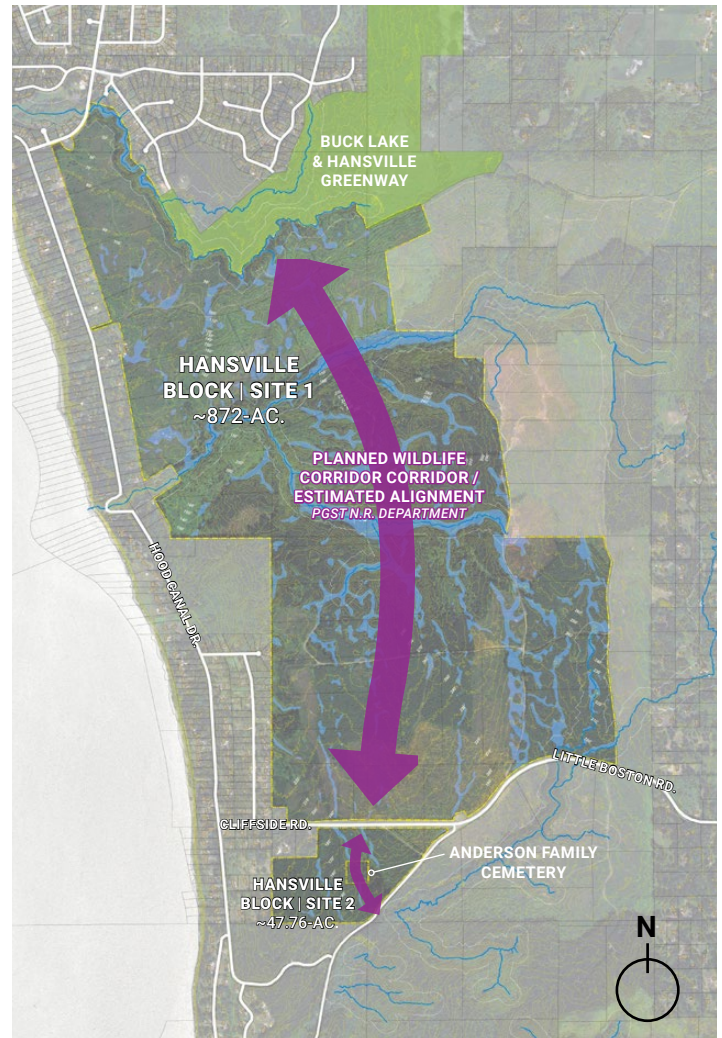 BUCK LAKE
& HANSVILLE
GREENWAY
HANSVILLE
BLOCK | SITE 1
~872-AC.
PLANNED WILDLIFE
CORRIDOR CORRIDOR /
ESTIMATED ALIGNMENT
PGST N.R. DEPARTMENT
HOOD CANAL DR.
LITTLE BOSTON RD.
CLIFFSIDE RD.
ANDERSON FAMILY
CEMETERY
HANSVILLE
BLOCK | SITE 2
~47.76-AC.
N